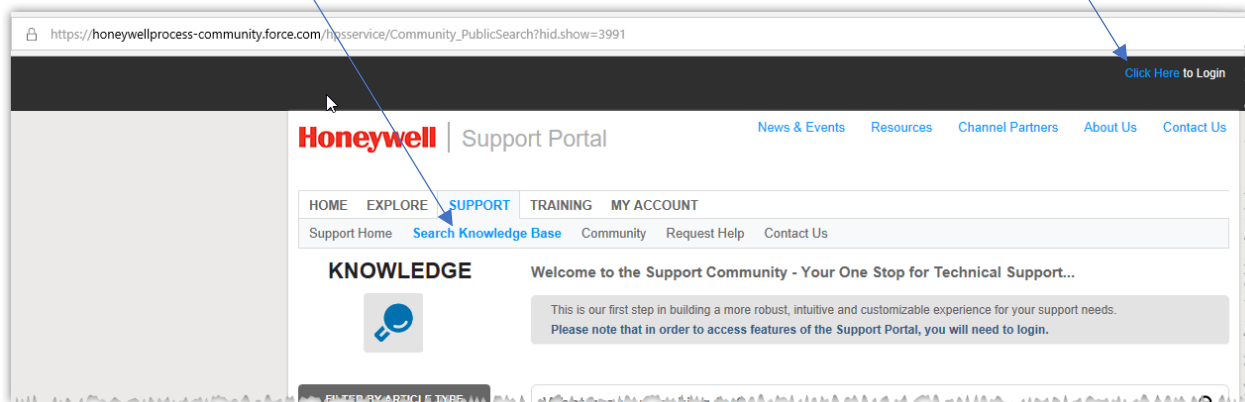 https://honeywellprocess-community.force.com/hpsservice/Community_PublicSearch?hid.show=3991
Click Here to Login
Honeywell | Support Portal
News & Events Resources Channel Partners About Us Contact Us
HOME EXPLORE SUPPORT TRAINING MY ACCOUNT
Support Home Search Knowledge Base Community Request Help Contact Us
KNOWLEDGE
Welcome to the Support Community - Your One Stop for Technical Support...
This is our first step in building a more robust, intuitive and customizable experience for your support needs.
Please note that in order to access features of the Support Portal, you will need to login.
FILTER BY ARTICLE TYPE